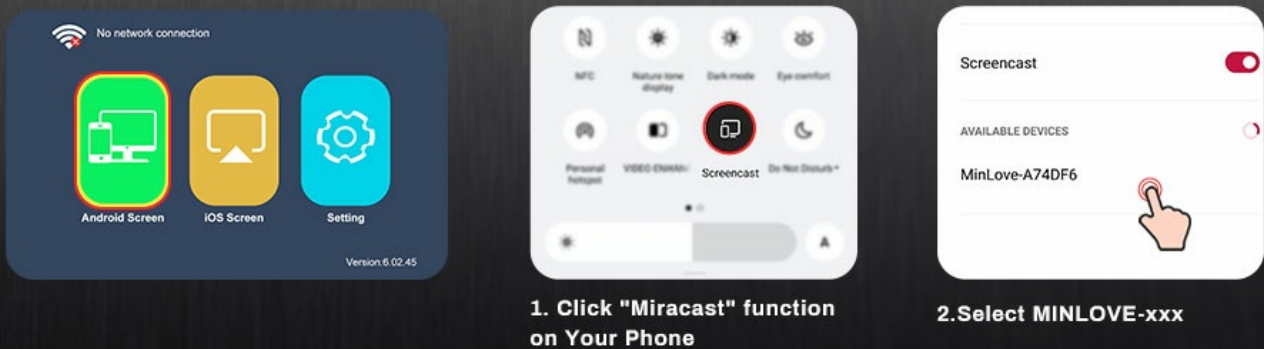 No network connection
Android Screen
iOS Screen
Setting
Version:6.02.45
NFC
Nature tone
display
Dark mode
Eye comfort
Personal
hotspot
VIDEO
Screencast
Do Not Disturb
A
1. Click "Miracast" function
on Your Phone
Screencast
AVAILABLE DEVICES
MinLove-A74DF6
2.Select MINLOVE-xxx